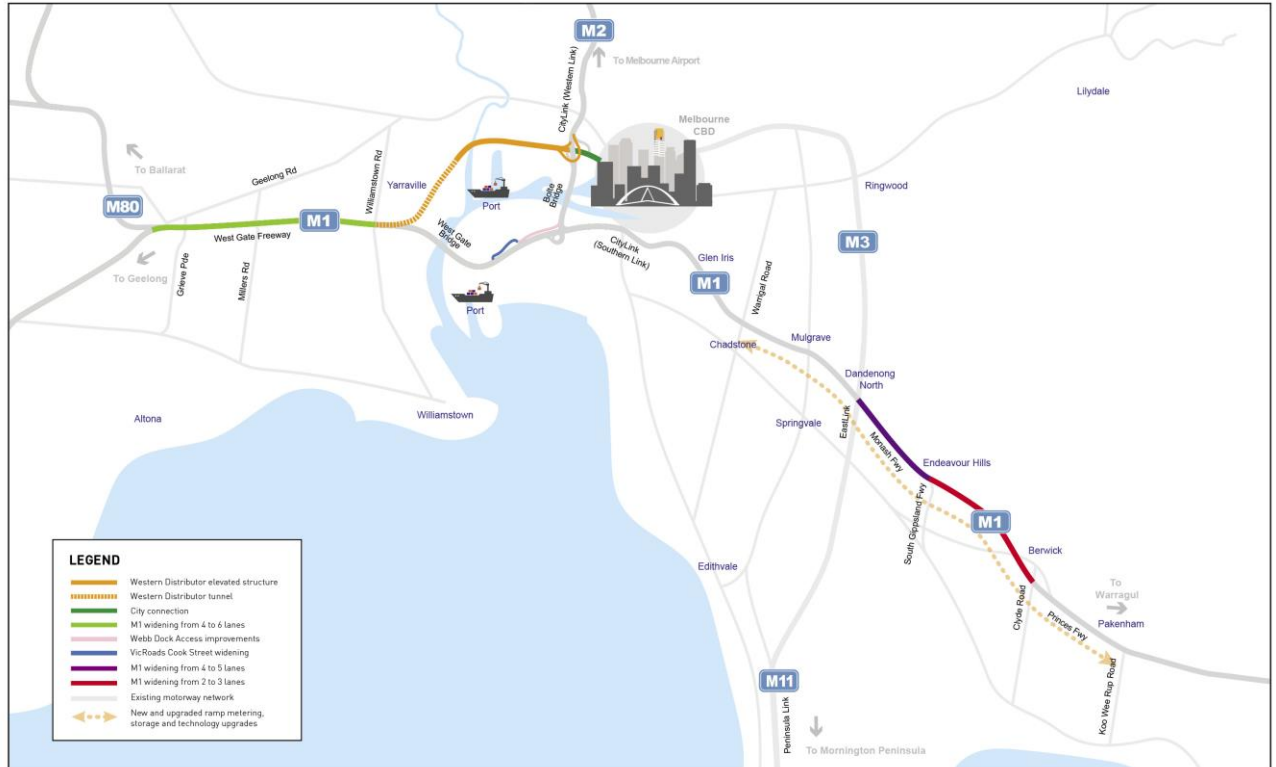 M2
To Melbourne Airport
CityLink (Western Link)
Melbourne
CBD
Lilydale
To Ballarat
Geelong Rd
Williamstown Rd
Yarraville
Port
Bolte
Bridge
Ringwood
M80
M1
West Gate Freeway
West Gate
Bridge
CityLink
(Southern Link)
M3
To Geelong
Grieve Pde
Millers Rd
Glen Iris
M1
Warrigal Road
Port
Chadstone
Mulgrave
Dandenong
North
Altona
Williamstown
Springvale
EastLink
Monash Fwy
Endeavour Hills
South Gippsland Fwy
M1
Berwick
Edithvale
To
Warragul
Clyde Road
Princes Fwy
Pakenham
Koo Wee Rup Road
M11
Peninsula Link
To Mornington Peninsula
LEGEND
Western Distributor elevated structure
Western Distributor tunnel
City connection
M1 widening from 4 to 6 lanes
Webb Dock Access improvements
VicRoads Cook Street widening
M1 widening from 4 to 5 lanes
M1 widening from 2 to 3 lanes
Existing motorway network
New and upgraded ramp metering,
storage and technology upgrades